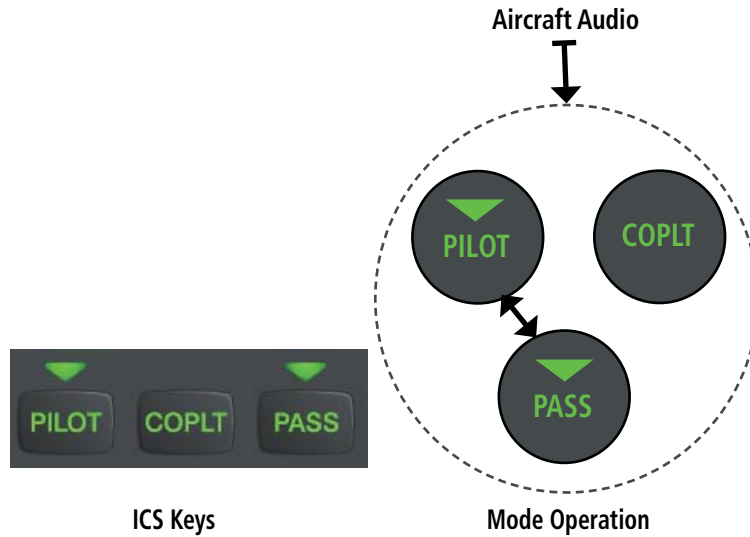 Aircraft Audio
PILOT
COPLT
PASS
PILOT COPLT PASS
ICS Keys
Mode Operation